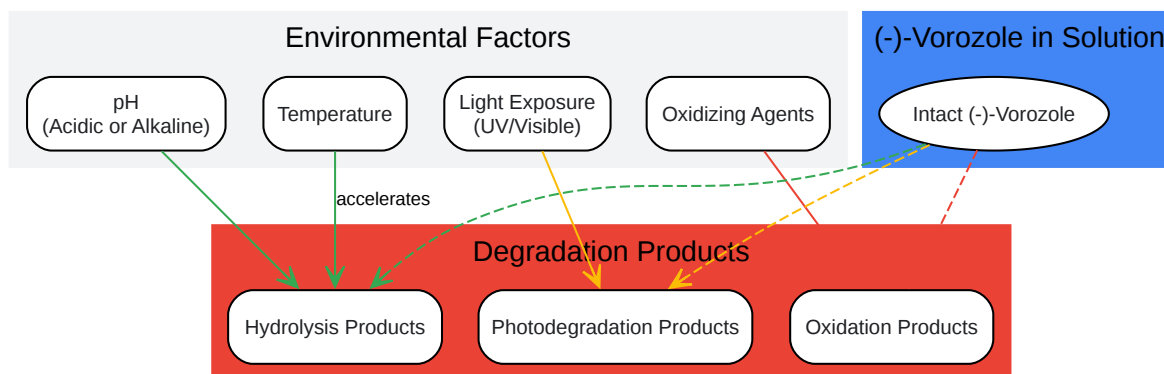 Environmental Factors
(-)-Vorozole in Solution
pH
(Acidic or Alkaline)
Temperature
Light Exposure
(UV/Visible)
Oxidizing Agents
Intact (-)-Vorozole
accelerates
Degradation Products
Hydrolysis Products
Photodegradation Products
Oxidation Products